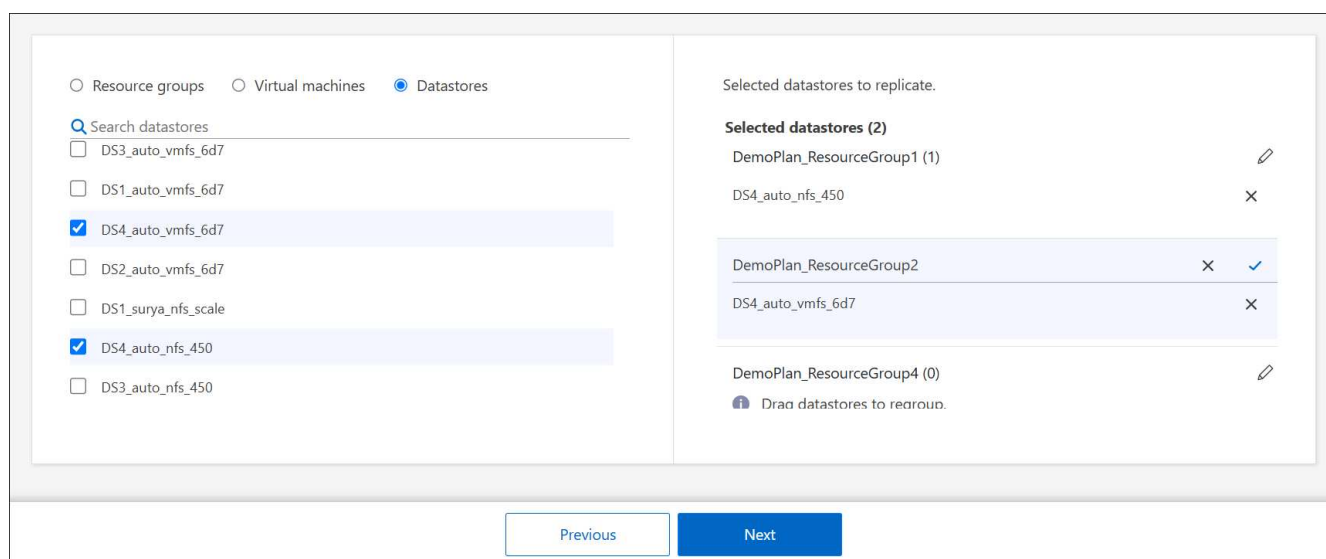 Resource groups Virtual machines Datastores
Search datastores
DS3_auto_vmfs_6d7
DS1_auto_vmfs_6d7
DS4_auto_vmfs_6d7
DS2_auto_vmfs_6d7
DS1_surya_nfs_scale
DS4_auto_nfs_450
DS3_auto_nfs_450
Selected datastores to replicate.
Selected datastores (2)
DemoPlan_ResourceGroup1 (1)
DS4_auto_nfs_450
DemoPlan_ResourceGroup2
DS4_auto_vmfs_6d7
DemoPlan_ResourceGroup4 (0)
Drag datastores to regroup.
Previous
Next